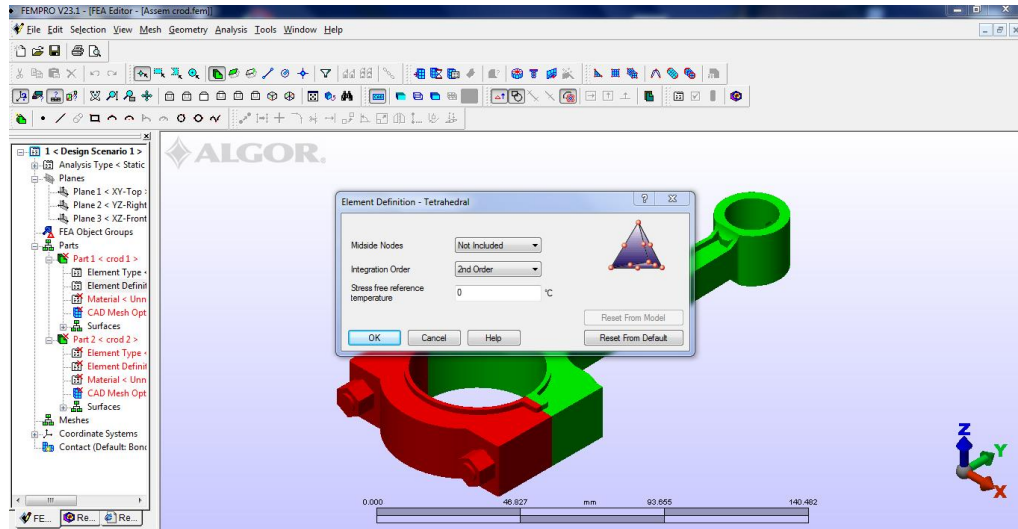 FEMPRO V23.1 - [FEA Editor - [Assem crod.fem]]
File Edit Selection View Mesh Geometry Analysis Tools Window Help
1 < Design Scenario 1 >
Analysis Type < Static
Planes
Plane 1 < XY-Top
Plane 2 < YZ-Right
Plane 3 < XZ-Front
FEA Object Groups
Parts
Part 1 < crod 1 >
Element Type
Element Definit
Material < Unn
CAD Mesh Opt
Surfaces
Part 2 < crod 2 >
Element Type
Element Definit
Material < Unn
CAD Mesh Opt
Surfaces
Meshes
Coordinate Systems
Contact (Default: Bond
FE... Re... Re...
ALGOR
Element Definition - Tetrahedral
Midside Nodes Not Included
Integration Order 2nd Order
Stress free reference
temperature 0 °C
Reset From Model
OK Cancel Help Reset From Default
Z
Y
X
0.000 46.827 mm 93.655 140.482